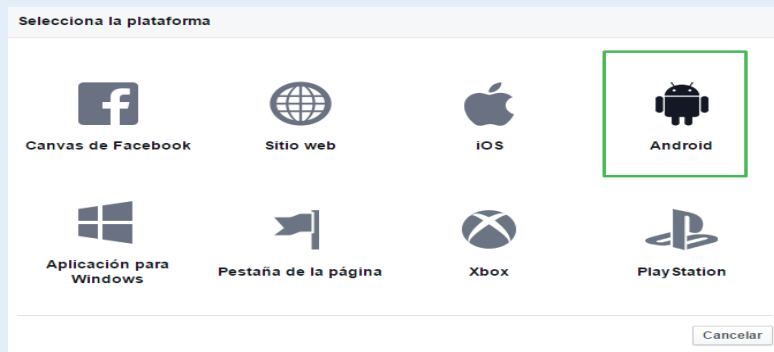 Selecciona la plataforma
Canvas de Facebook
Sitio web
iOS
Android
Aplicación para
Windows
Pestaña de la página
Xbox
PlayStation
Cancelar